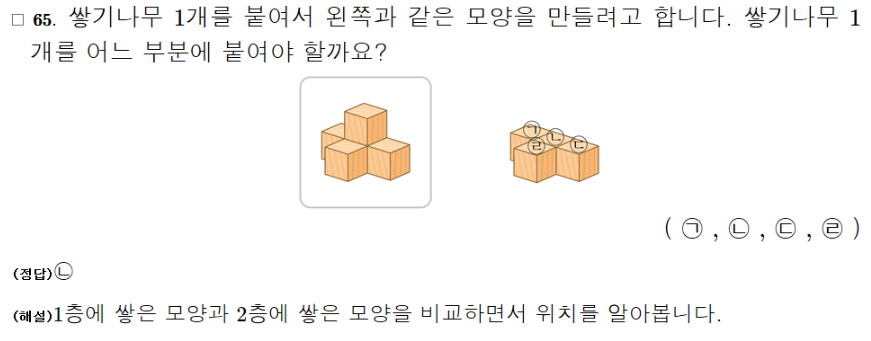 □ 65. 쌓기나무 1개를 붙여서 왼쪽과 같은 모양을 만들려고 합니다. 쌓기나무 1
개를 어느 부분에 붙여야 할까요?
㉠ ㉡ ㉢
㉣
( ㉠ , ㉡ , ㉢ , ㉣ )
(정답)㉡
(해설)1층에 쌓은 모양과 2층에 쌓은 모양을 비교하면서 위치를 알아봅니다.